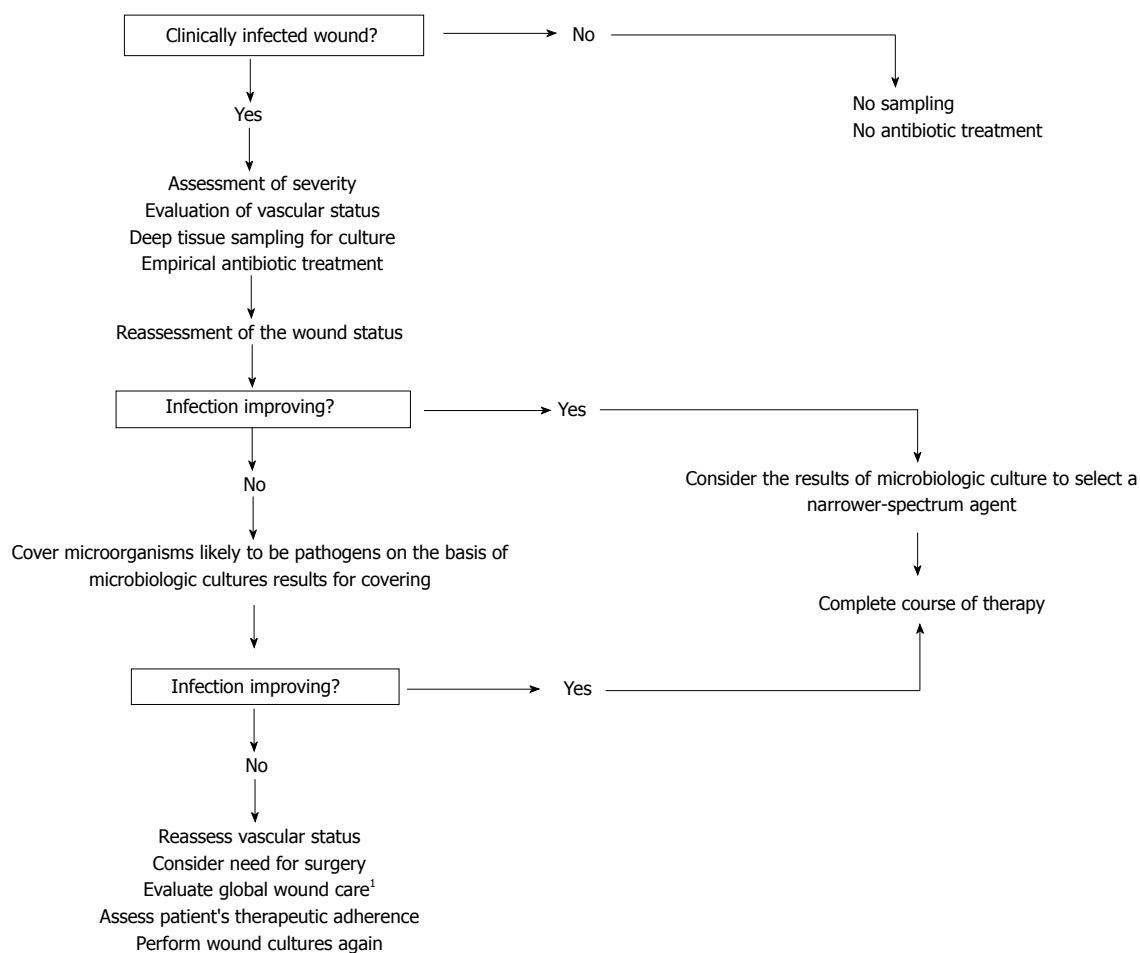 Clinically infected wound?
No
No sampling
No antibiotic treatment
Yes
Assessment of severity
Evaluation of vascular status
Deep tissue sampling for culture
Empirical antibiotic treatment
Reassessment of the wound status
Infection improving?
Yes
No
Consider the results of microbiologic culture to select a
narrower-spectrum agent
Cover microorganisms likely to be pathogens on the basis of
microbiologic cultures results for covering
Complete course of therapy
Infection improving?
Yes
No
Reassess vascular status
Consider need for surgery
Evaluate global wound care¹
Assess patient's therapeutic adherence
Perform wound cultures again